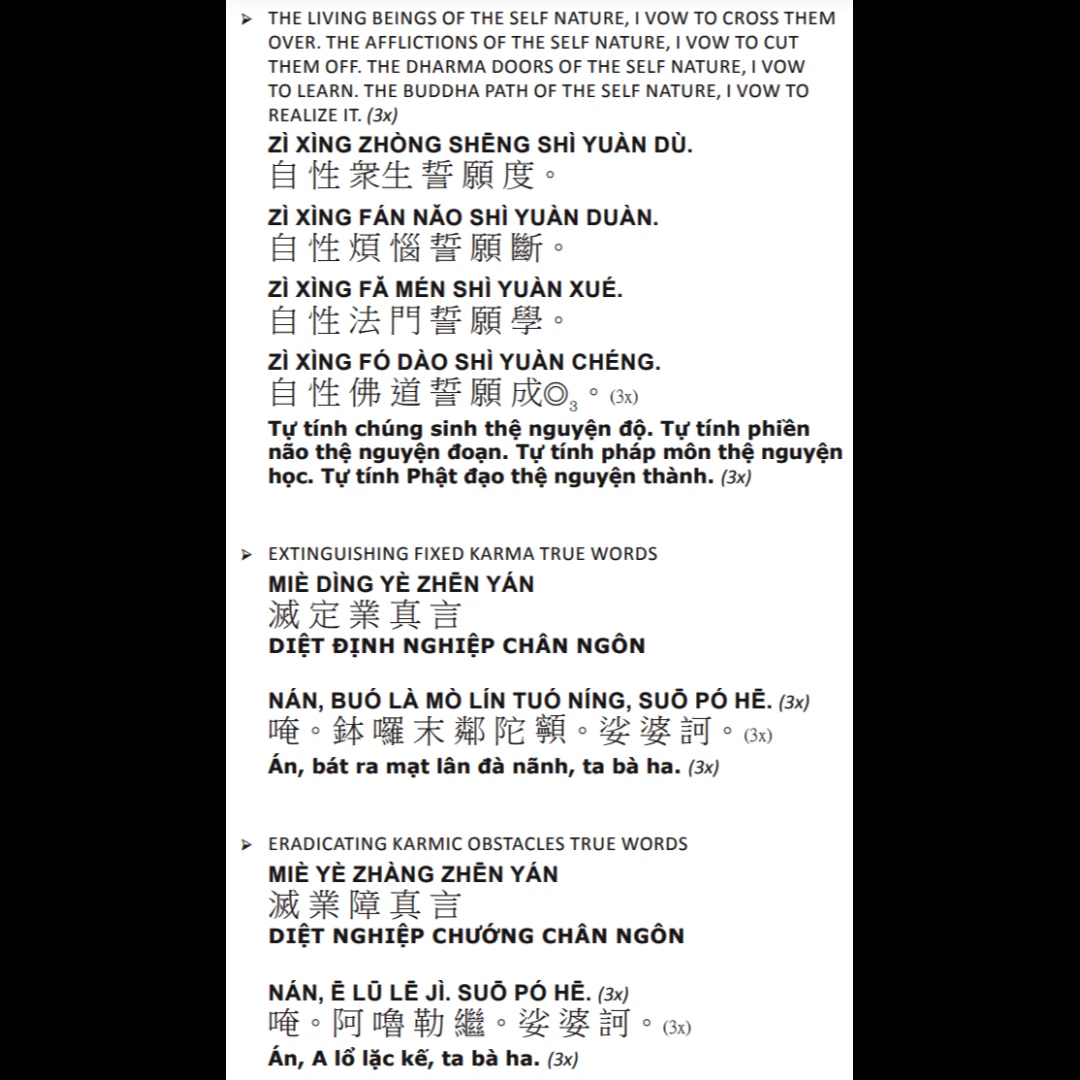 ➢ THE LIVING BEINGS OF THE SELF NATURE, I VOW TO CROSS THEM
OVER. THE AFFLICTIONS OF THE SELF NATURE, I VOW TO CUT
THEM OFF. THE DHARMA DOORS OF THE SELF NATURE, I VOW
TO LEARN. THE BUDDHA PATH OF THE SELF NATURE, I VOW TO
REALIZE IT. (3x)
ZÌ XÌNG ZHÒNG SHĒNG SHÌ YUÀN DÙ.
自 性 衆生 誓 願 度。
ZÌ XÌNG FÁN NǍO SHÌ YUÀN DUÀN.
自 性 煩 惱 誓 願 斷。
ZÌ XÌNG FǍ MÉN SHÌ YUÀN XUÉ.
自 性 法 門 誓 願 學。
ZÌ XÌNG FÓ DÀO SHÌ YUÀN CHÉNG.
自 性 佛 道 誓 願 成◎3。(3x)
Tự tính chúng sinh thệ nguyện độ. Tự tính phiền
não thệ nguyện đoạn. Tự tính pháp môn thệ nguyện
học. Tự tính Phật đạo thệ nguyện thành. (3x)
➢ EXTINGUISHING FIXED KARMA TRUE WORDS
MIÈ DÌNG YÈ ZHĒN YÁN
滅 定 業 真 言
DIỆT ĐỊNH NGHIỆP CHÂN NGÔN
NÁN, BUÓ LÀ MÒ LÍN TUÓ NÍNG, SUŌ PÓ HĒ. (3x)
唵。鉢 囉 末 鄰 陀 顊。娑 婆 訶。(3x)
Án, bát ra mạt lân đà nãnh, ta bà ha. (3x)
➢ ERADICATING KARMIC OBSTACLES TRUE WORDS
MIÈ YÈ ZHÀNG ZHĒN YÁN
滅 業 障 真 言
DIỆT NGHIỆP CHƯỚNG CHÂN NGÔN
NÁN, Ē LŪ LĒ JÌ. SUŌ PÓ HĒ. (3x)
唵。阿 嚕 勒 繼。娑 婆 訶。(3x)
Án, A lổ lặc kế, ta bà ha. (3x)